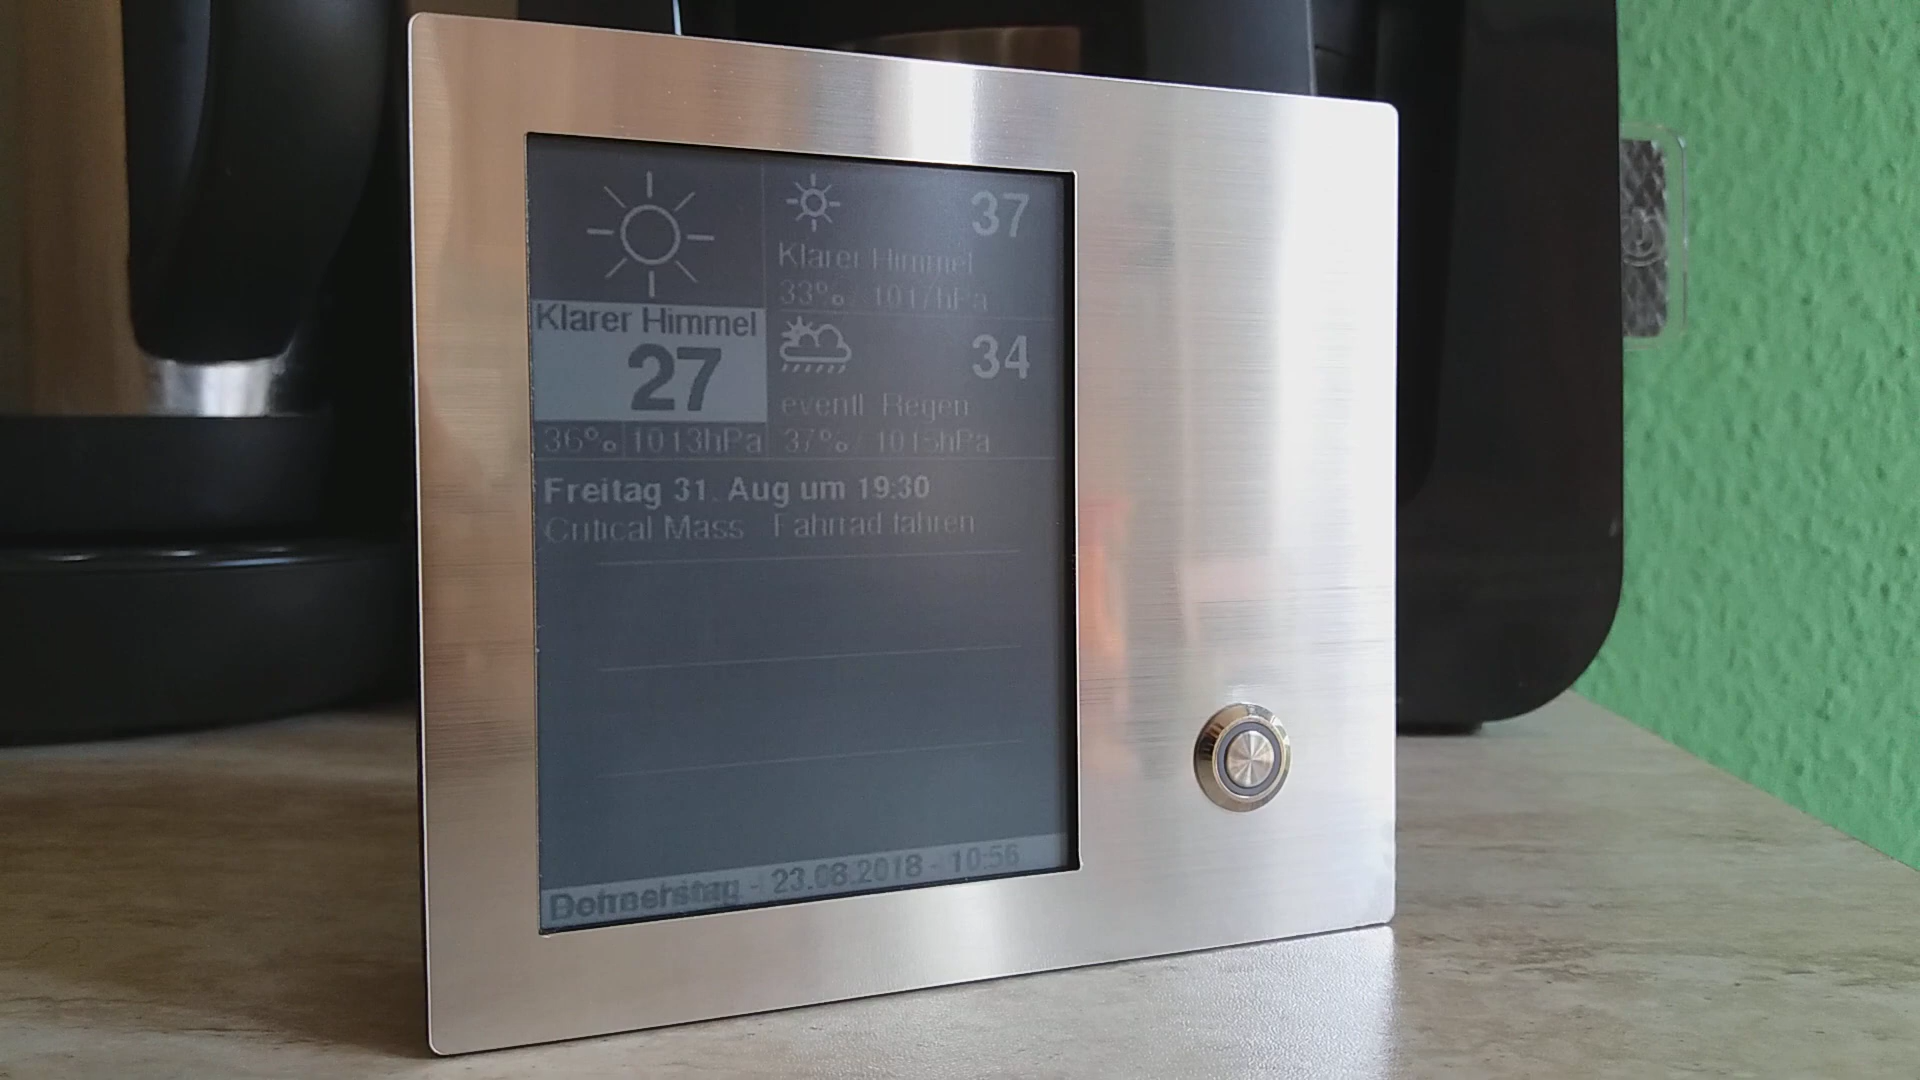 Klarer Himmel
27
36% 1013hPa
37
Klarer Himmel
33% / 1017hPa
34
eventl. Regen
37% / 1015hPa
Freitag 31. Aug um 19:30
Critical Mass - Fahrrad fahren
Donnerstag - 23.08.2018 - 10:56